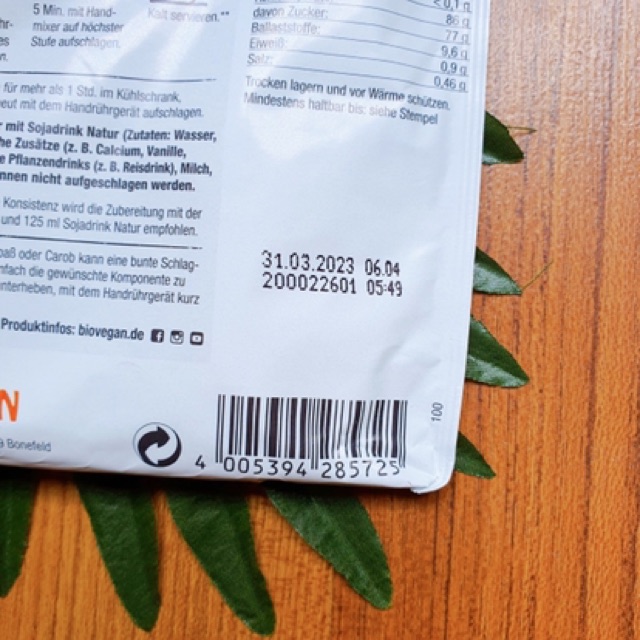 5 Min. mit Hand-
mixer auf höchster
Stufe aufschlagen.
Kalt servieren.**
für mehr als 1 Std. im Kühlschrank,
eut mit dem Handrührgerät aufschlagen.
mit Sojadrink Natur (Zutaten: Wasser,
he Zusätze (z. B. Calcium, Vanille,
e Pflanzendrinks (z. B. Reisdrink), Milch,
nnen nicht aufgeschlagen werden.
Konsistenz wird die Zubereitung mit der
und 125 ml Sojadrink Natur empfohlen.
paß oder Carob kann eine bunte Schlag-
nfach die gewünschte Komponente zu
nterheben, mit dem Handrührgerät kurz
Produktinfos: biovegan.de
N
Bonefeld
< 0,1 g
86 g
davon Zucker: 77 g
Ballaststoffe: 9,6 g
Eiweiß: 0,9 g
Salz: 0,46 g
Trocken lagern und vor Wärme schützen.
Mindestens haltbar bis: siehe Stempel
31.03.2023 06.04
200022601 05:49
100
4 005394 285725